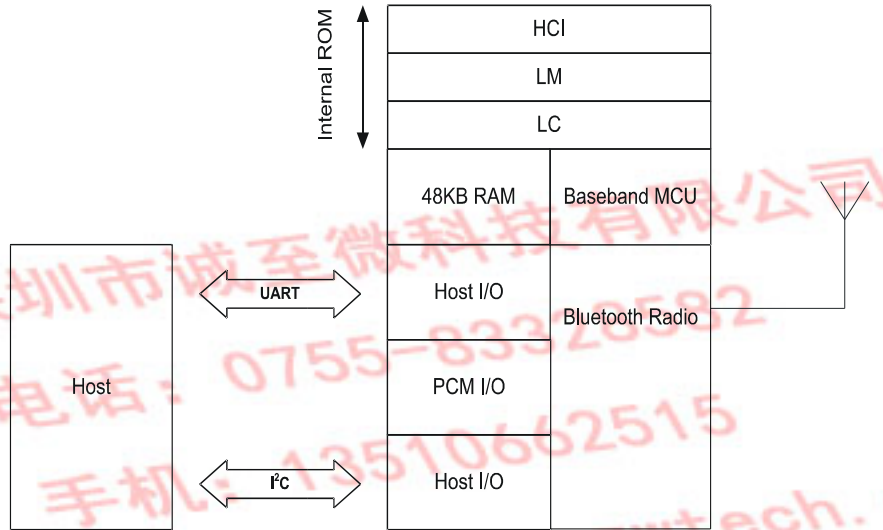 Internal ROM
HCI
LM
LC
48KB RAM
Baseband MCU
Host
UART
Host I/O
Bluetooth Radio
PCM I/O
I²C
Host I/O
深圳市诚至微科技有限公司
电话：0755-83328582
手机：13510662515